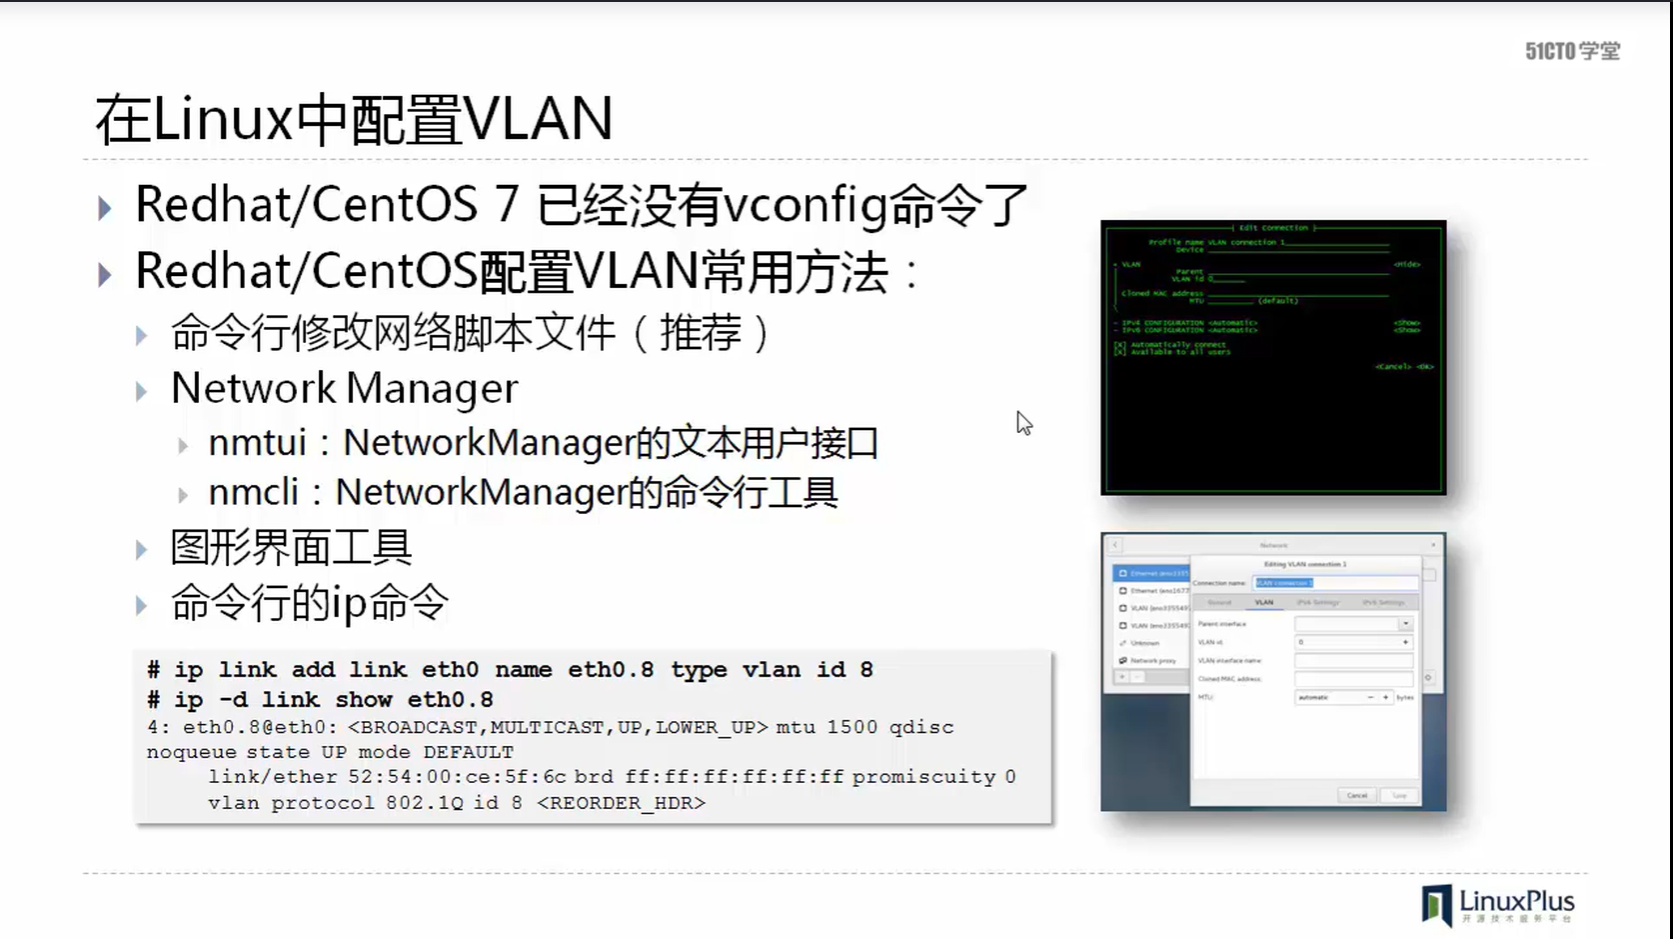 51CTO学堂
在Linux中配置VLAN
Redhat/CentOS 7 已经没有vconfig命令了
Redhat/CentOS配置VLAN常用方法：
命令行修改网络脚本文件（推荐）
Network Manager
nmtui：NetworkManager的文本用户接口
nmcli：NetworkManager的命令行工具
图形界面工具
命令行的ip命令
# ip link add link eth0 name eth0.8 type vlan id 8
# ip -d link show eth0.8
4: eth0.8@eth0: <BROADCAST,MULTICAST,UP,LOWER_UP> mtu 1500 qdisc
noqueue state UP mode DEFAULT
link/ether 52:54:00:ce:5f:6c brd ff:ff:ff:ff:ff:ff promiscuity 0
vlan protocol 802.1Q id 8 <REORDER_HDR>
Edit Connection
Profile name VLAN connection 1
Device
VLAN
<Hide>
Parent
VLAN id 0
Cloned MAC address
MTU (default)
IPv4 CONFIGURATION <Automatic> <Show>
IPv6 CONFIGURATION <Automatic> <Show>
[X] Automatically connect
[X] Available to all users
<Cancel> <OK>
Network
Editing VLAN connection 1
Connection name: VLAN connection 1
General VLAN IPv4 Settings IPv6 Settings
Parent interface
VLAN id: 0
VLAN interface name:
Cloned MAC address:
MTU: automatic - + bytes
Unknown
Network proxy
Cancel Save
LinuxPlus
开源技术服务平台